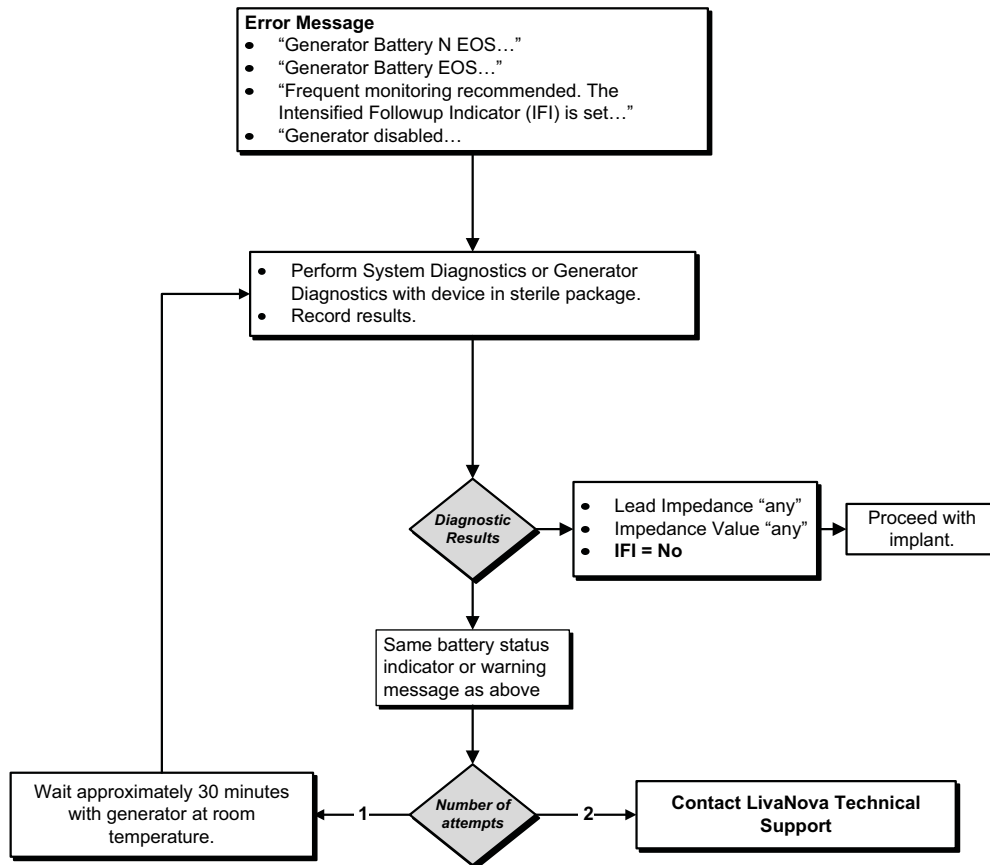 Error Message
• “Generator Battery N EOS…”
• “Generator Battery EOS…”
• “Frequent monitoring recommended. The
Intensified Followup Indicator (IFI) is set…”
• “Generator disabled…
• Perform System Diagnostics or Generator
Diagnostics with device in sterile package.
• Record results.
Diagnostic
Results
• Lead Impedance “any”
• Impedance Value “any”
• IFI = No
Proceed with
implant.
Same battery status
indicator or warning
message as above
Wait approximately 30 minutes
with generator at room
temperature.
1
Number of
attempts
2
Contact LivaNova Technical
Support